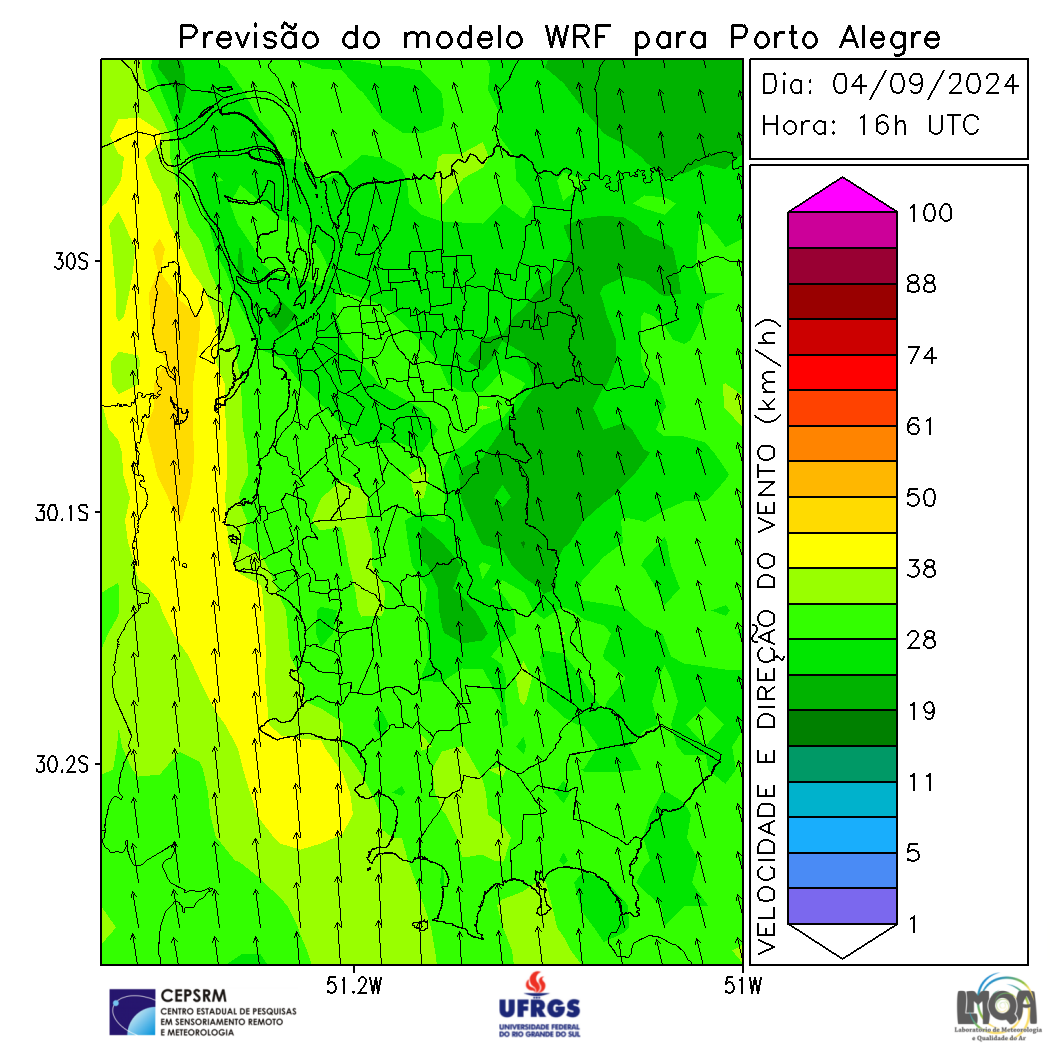 Previsão do modelo WRF para Porto Alegre
Dia: 04/09/2024
Hora: 16h UTC
30S
30.1S
30.2S
51.2W
51W
VELOCIDADE E DIREÇÃO DO VENTO (km/h)
100
88
74
61
50
38
28
19
11
5
1
CEPSRM
CENTRO ESTADUAL DE PESQUISAS
EM SENSORIAMENTO REMOTO
E METEOROLOGIA
UFRGS
UNIVERSIDADE FEDERAL
DO RIO GRANDE DO SUL
LMQA
Laboratório de Meteorologia
e Qualidade do Ar